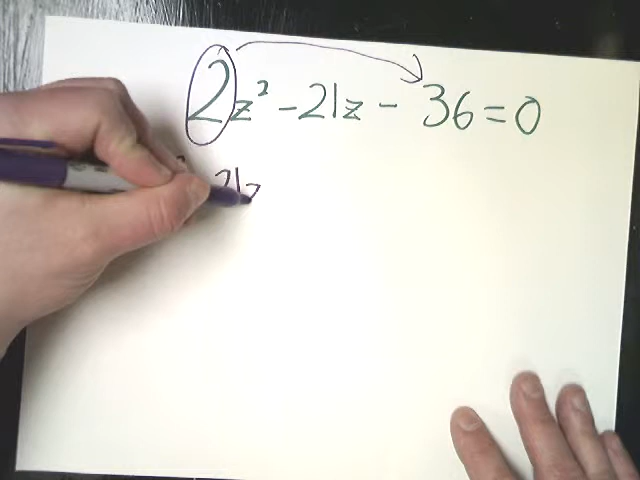 2z² - 21z - 36 = 0
21z